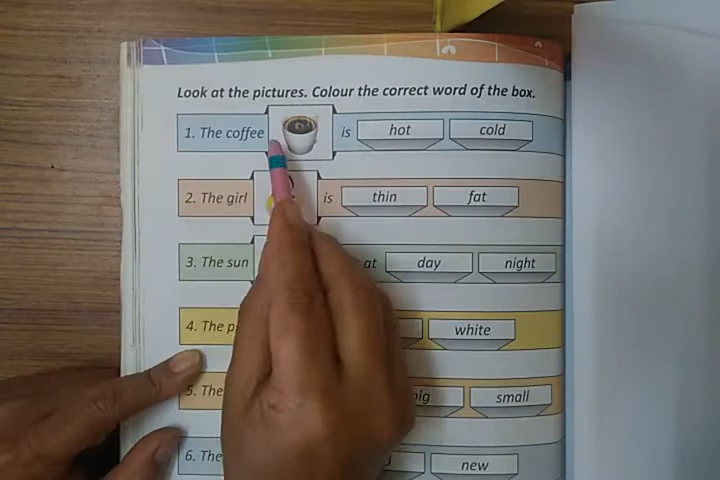 Look at the pictures. Colour the correct word of the box.
1. The coffee is hot cold
2. The girl is thin fat
3. The sun at day night
4. The white
5. The small
6. The new